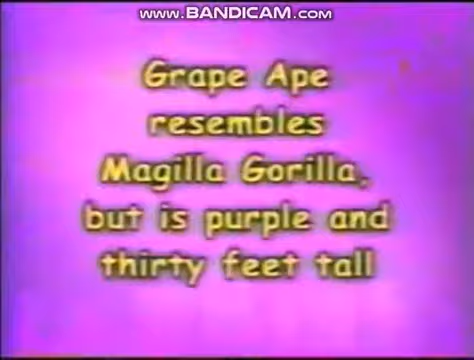 www.BANDICAM.com
Grape Ape
resembles
Magilla Gorilla,
but is purple and
thirty feet tall